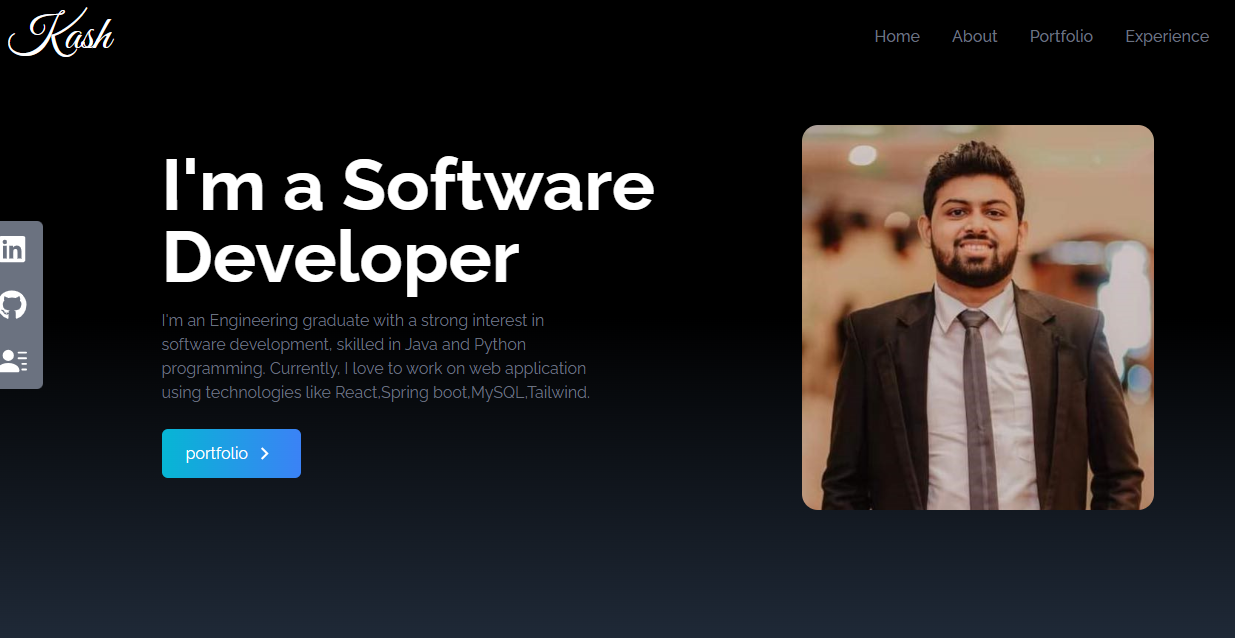 Kash
Home About Portfolio Experience
I'm a Software
Developer
I'm an Engineering graduate with a strong interest in
software development, skilled in Java and Python
programming. Currently, I love to work on web application
using technologies like React,Spring boot,MySQL,Tailwind.
in
portfolio